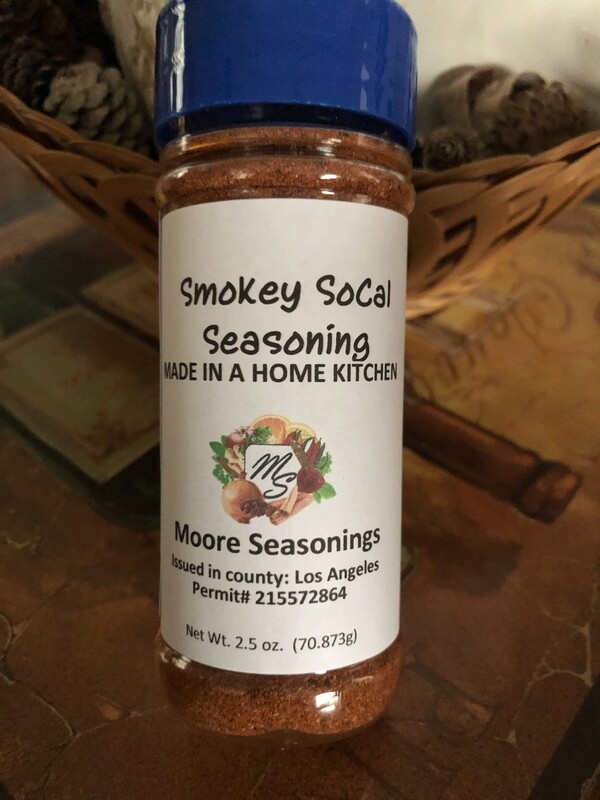 Smokey SoCal
Seasoning
MADE IN A HOME KITCHEN
MS
Moore Seasonings
Issued in county: Los Angeles
Permit# 215572864
Net Wt. 2.5 oz. (70.873g)